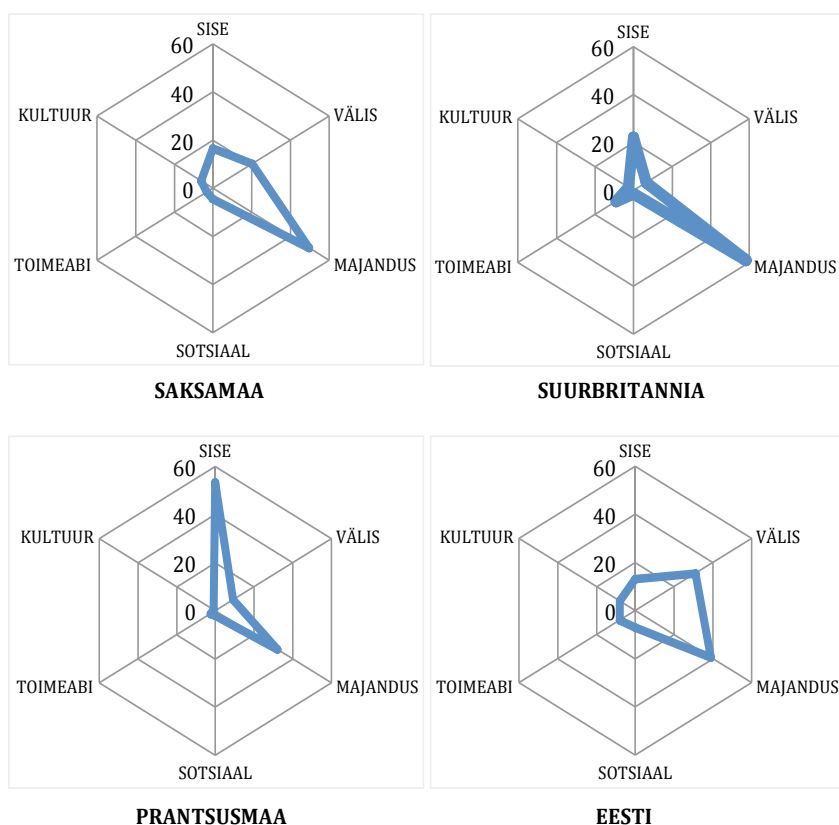 SISE
60
40
20
0
KULTUUR
VÄLIS
TOIMEABI
MAJANDUS
SOTSIAAL
SAKSAMAA
SISE
60
40
20
0
KULTUUR
VÄLIS
TOIMEABI
MAJANDUS
SOTSIAAL
SUURBRITANNIA
SISE
60
40
20
0
KULTUUR
VÄLIS
TOIMEABI
MAJANDUS
SOTSIAAL
PRANTSUSMAA
SISE
60
40
20
0
KULTUUR
VÄLIS
TOIMEABI
MAJANDUS
SOTSIAAL
EESTI